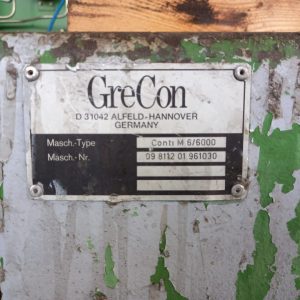 GreCon
D 31042 ALFELD-HANNOVER
GERMANY
Masch.-Type Conti M 6/6000
Masch.-Nr. 09 8112 01 961030